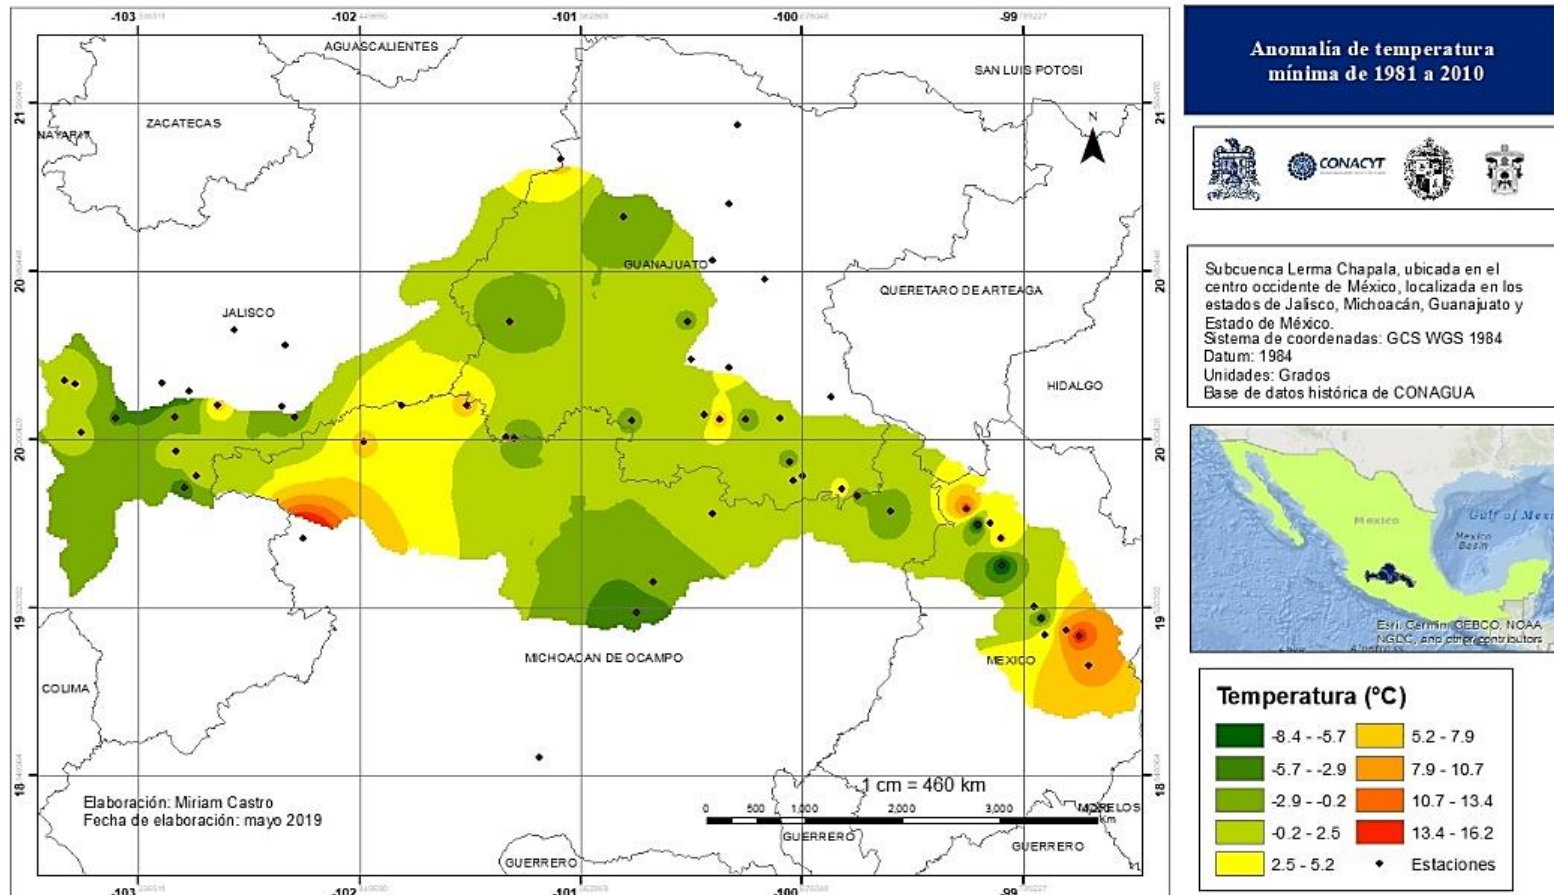 Anomalía de temperatura
mínima de 1981 a 2010
CONACYT
Subcuenca Lerma Chapala, ubicada en el
centro occidente de México, localizada en los
estados de Jalisco, Michoacán, Guanajuato y
Estado de México.
Sistema de coordenadas: GCS WGS 1984
Datum: 1984
Unidades: Grados
Base de datos histórica de CONAGUA
Mexico
Gulf of Mexi
Mexico
Basin
Esri, Garmin, GEBCO, NOAA
NGDC, and other contributors
Temperatura (°C)
-8.4 - -5.7
-5.7 - -2.9
-2.9 - -0.2
-0.2 - 2.5
2.5 - 5.2
5.2 - 7.9
7.9 - 10.7
10.7 - 13.4
13.4 - 16.2
Estaciones
-103
-102
-101
-100
-99
AGUASCALIENTES
SAN LUIS POTOSI
N
ZACATECAS
NAYARIT
GUANAJUATO
QUERETARO DE ARTEAGA
JALISCO
HIDALGO
MICHOACAN DE OCAMPO
MEXICO
COLIMA
1 cm = 460 km
0 500 1,000 2,000 3,000
km
MORELOS
GUERRERO
GUERRERO
GUERRERO
Elaboración: Miriam Castro
Fecha de elaboración: mayo 2019
21
20
20
19
18
-103
-102
-101
-100
-99